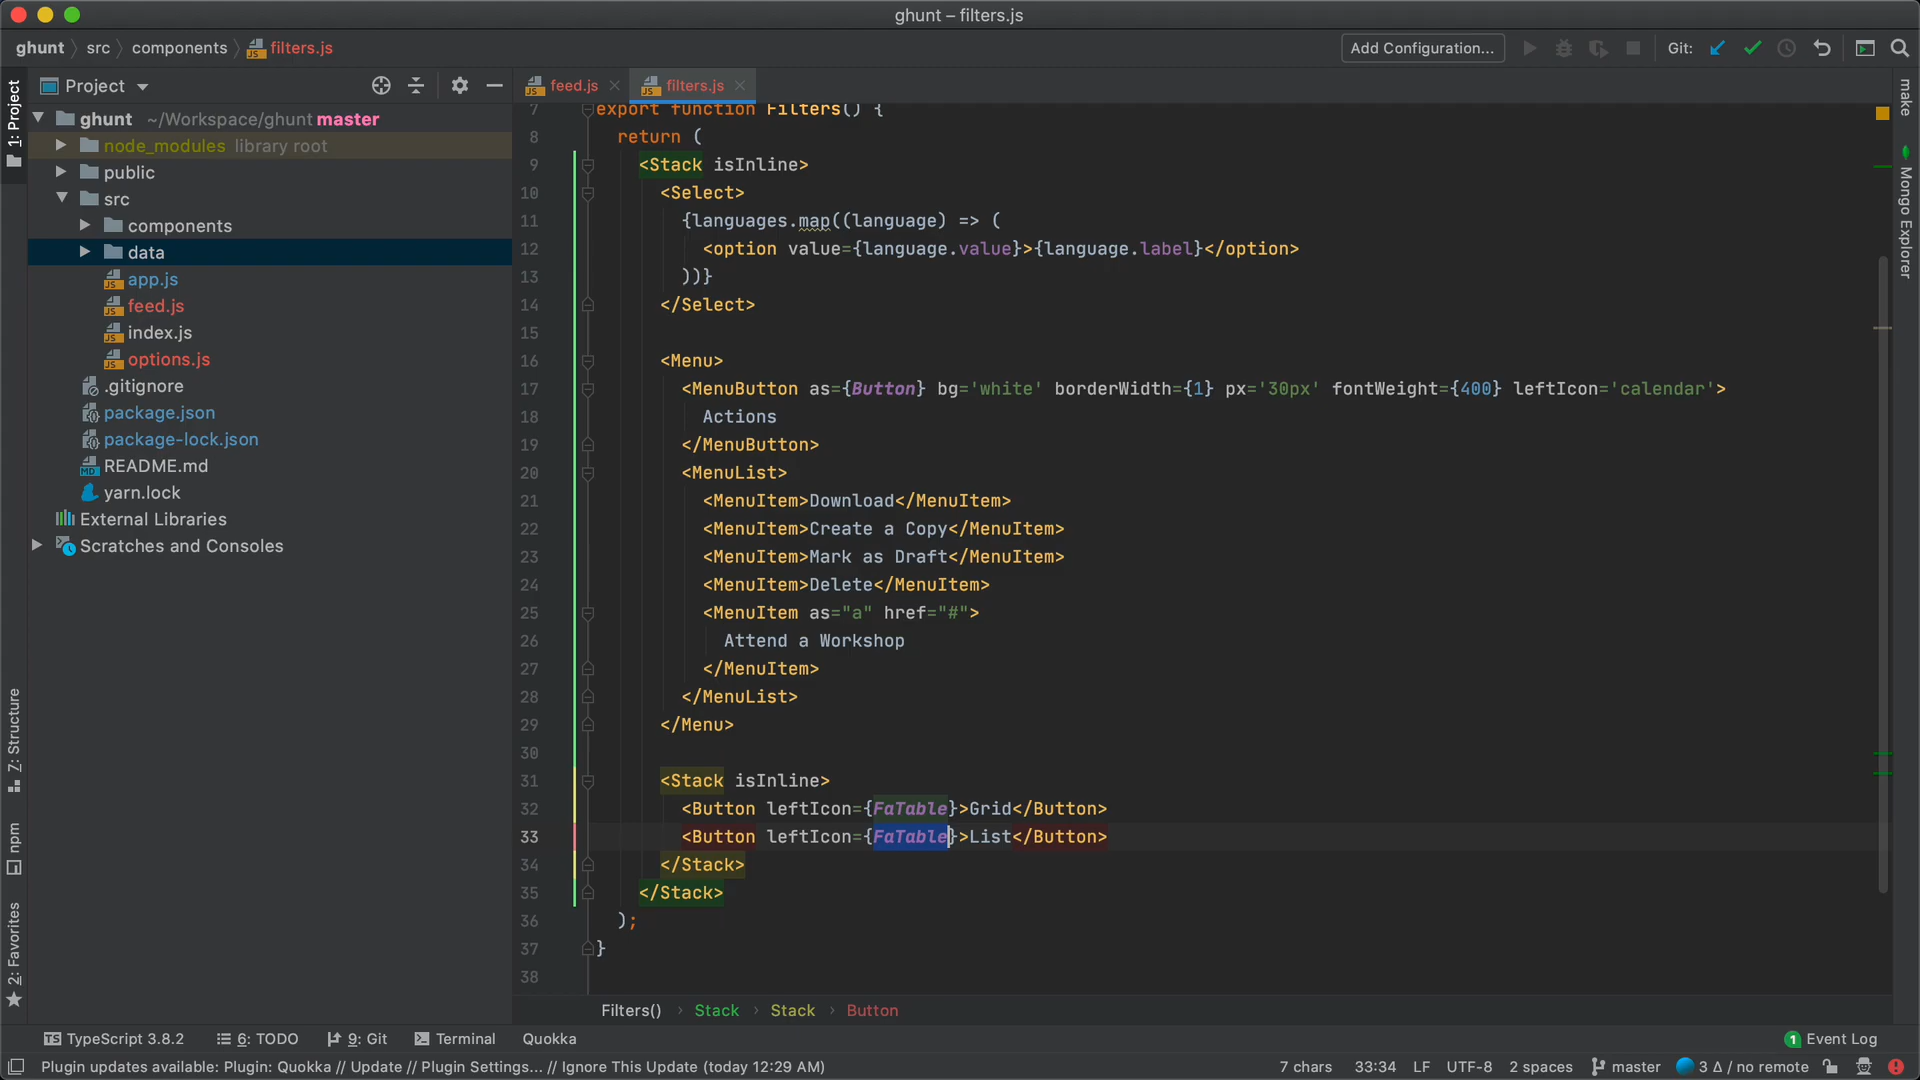 ghunt – filters.js
ghunt src components filters.js
Add Configuration... Git:
1: Project
Project
feed.js filters.js
ghunt ~/Workspace/ghunt master
node_modules library root
public
src
components
data
app.js
feed.js
index.js
options.js
.gitignore
package.json
package-lock.json
README.md
yarn.lock
External Libraries
Scratches and Consoles
7 export function Filters() {
8 return (
9 <Stack isInline>
10 <Select>
11 {languages.map((language) => (
12 <option value={language.value}>{language.label}</option>
13 ))}
14 </Select>
15
16 <Menu>
17 <MenuButton as={Button} bg='white' borderWidth={1} px='30px' fontWeight={400} leftIcon='calendar'>
18 Actions
19 </MenuButton>
20 <MenuList>
21 <MenuItem>Download</MenuItem>
22 <MenuItem>Create a Copy</MenuItem>
23 <MenuItem>Mark as Draft</MenuItem>
24 <MenuItem>Delete</MenuItem>
25 <MenuItem as="a" href="#">
26 Attend a Workshop
27 </MenuItem>
28 </MenuList>
29 </Menu>
30
31 <Stack isInline>
32 <Button leftIcon={FaTable}>Grid</Button>
33 <Button leftIcon={FaTable}>List</Button>
34 </Stack>
35 </Stack>
36 );
37 }
38
make
Mongo Explorer
Z: Structure
npm
2: Favorites
Filters() Stack Stack Button
TypeScript 3.8.2 6: TODO 9: Git Terminal Quokka 1 Event Log
Plugin updates available: Plugin: Quokka // Update // Plugin Settings... // Ignore This Update (today 12:29 AM) 7 chars 33:34 LF UTF-8 2 spaces master 3 Δ / no remote